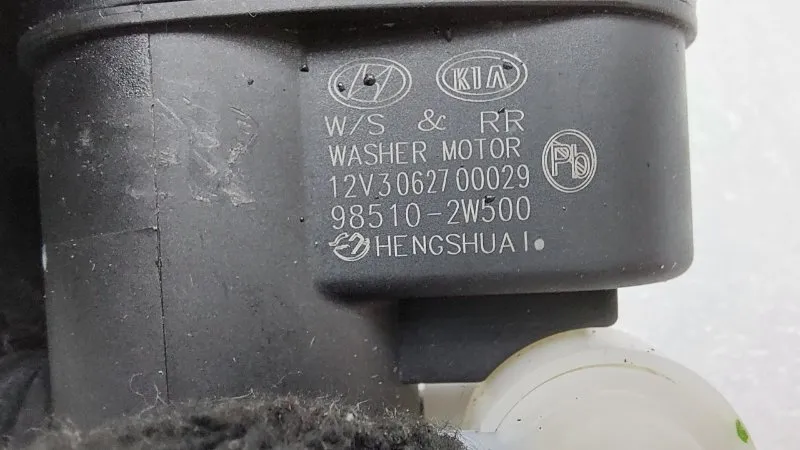 KIA
W/S & RR
WASHER MOTOR
Pb
12V3062700029
98510-2W500
HENGSHUAI